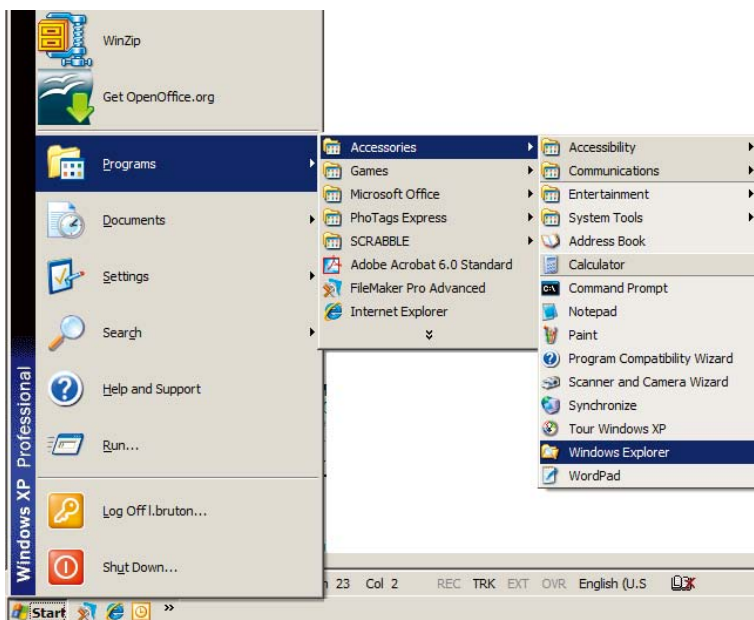 WinZip
Get OpenOffice.org
Programs
Documents
Settings
Search
Help and Support
Run...
Log Off l.bruton...
Shut Down...
Windows XP Professional
Accessories
Games
Microsoft Office
PhoTags Express
SCRABBLE
Adobe Acrobat 6.0 Standard
FileMaker Pro Advanced
Internet Explorer
Accessibility
Communications
Entertainment
System Tools
Address Book
Calculator
Command Prompt
Notepad
Paint
Program Compatibility Wizard
Scanner and Camera Wizard
Synchronize
Tour Windows XP
Windows Explorer
WordPad
23 Col 2 REC TRK EXT OVR English (U.S
Start »